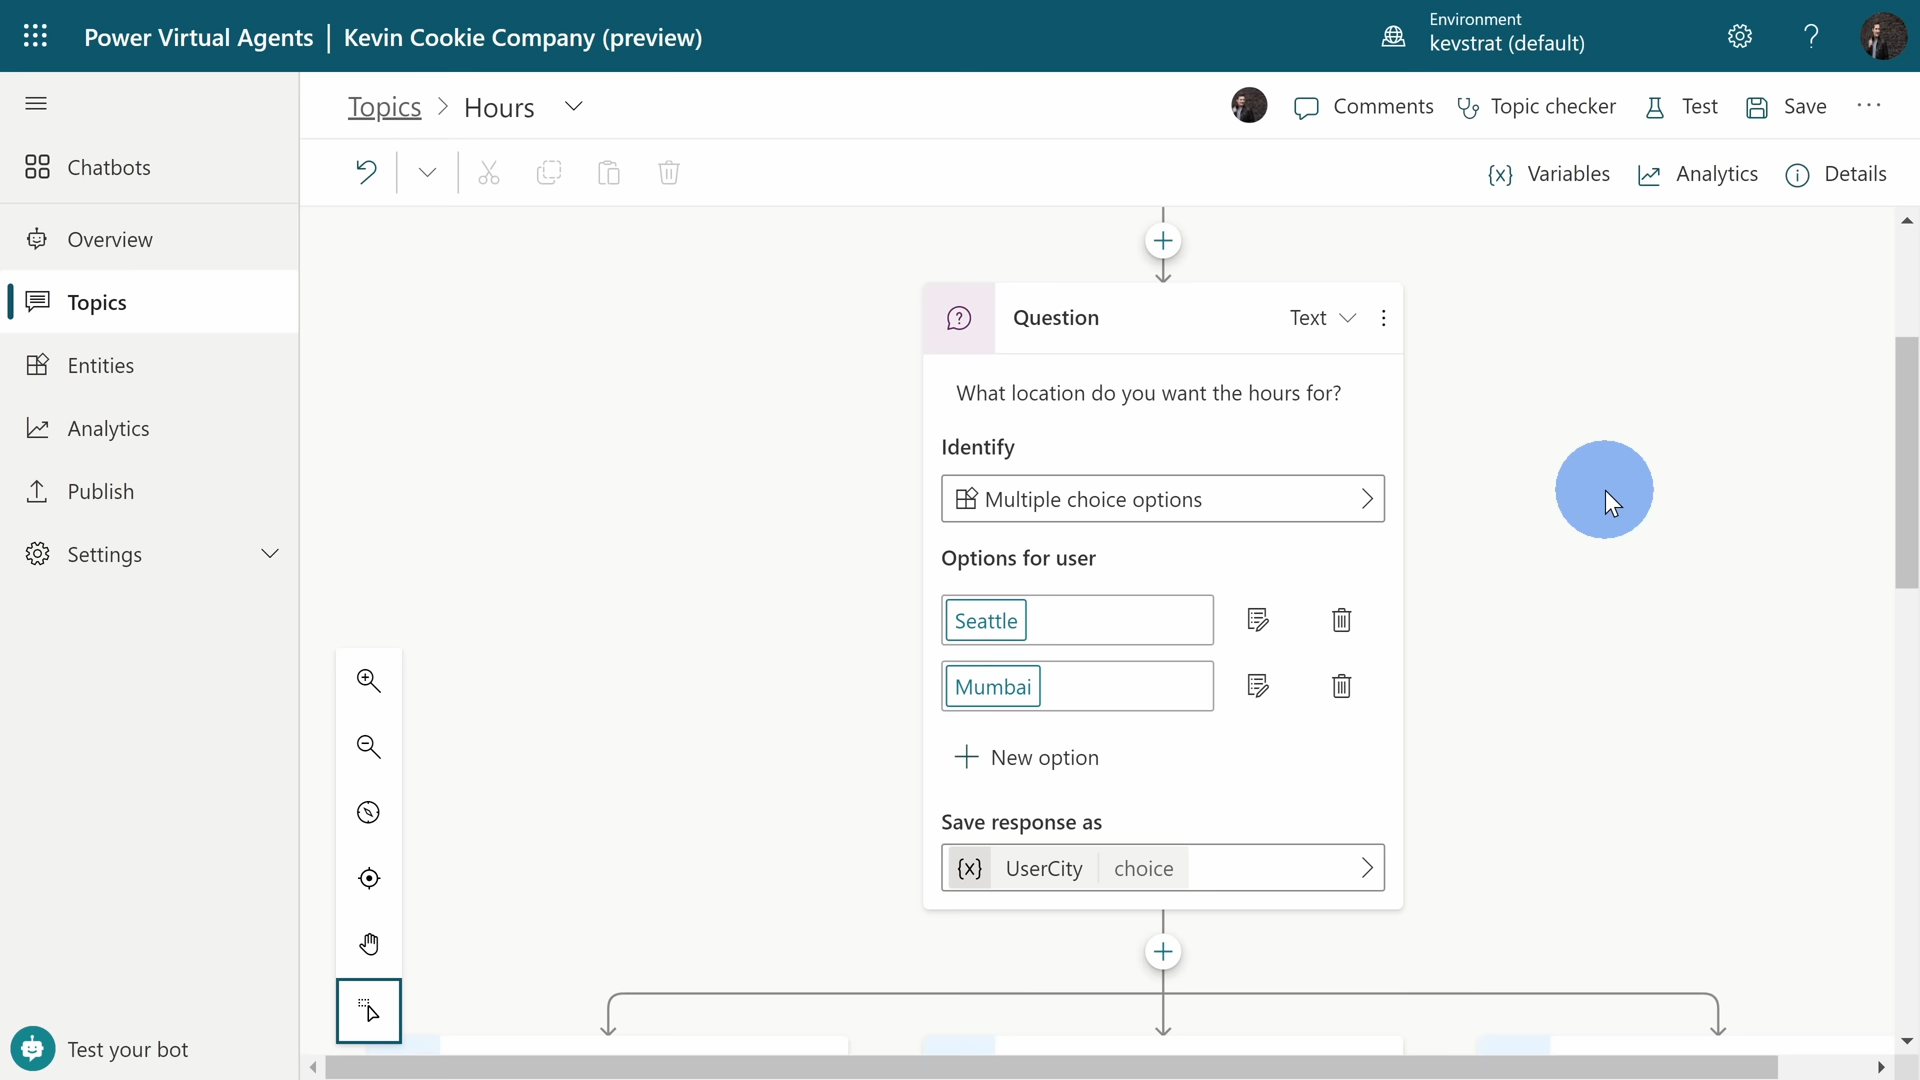 Power Virtual Agents | Kevin Cookie Company (preview)
Environment
kevstrat (default)
Topics > Hours
Comments
Topic checker
Test
Save
Variables
Analytics
Details
Chatbots
Overview
Topics
Entities
Analytics
Publish
Settings
Test your bot
Question
Text
What location do you want the hours for?
Identify
Multiple choice options
Options for user
Seattle
Mumbai
New option
Save response as
{x} UserCity choice